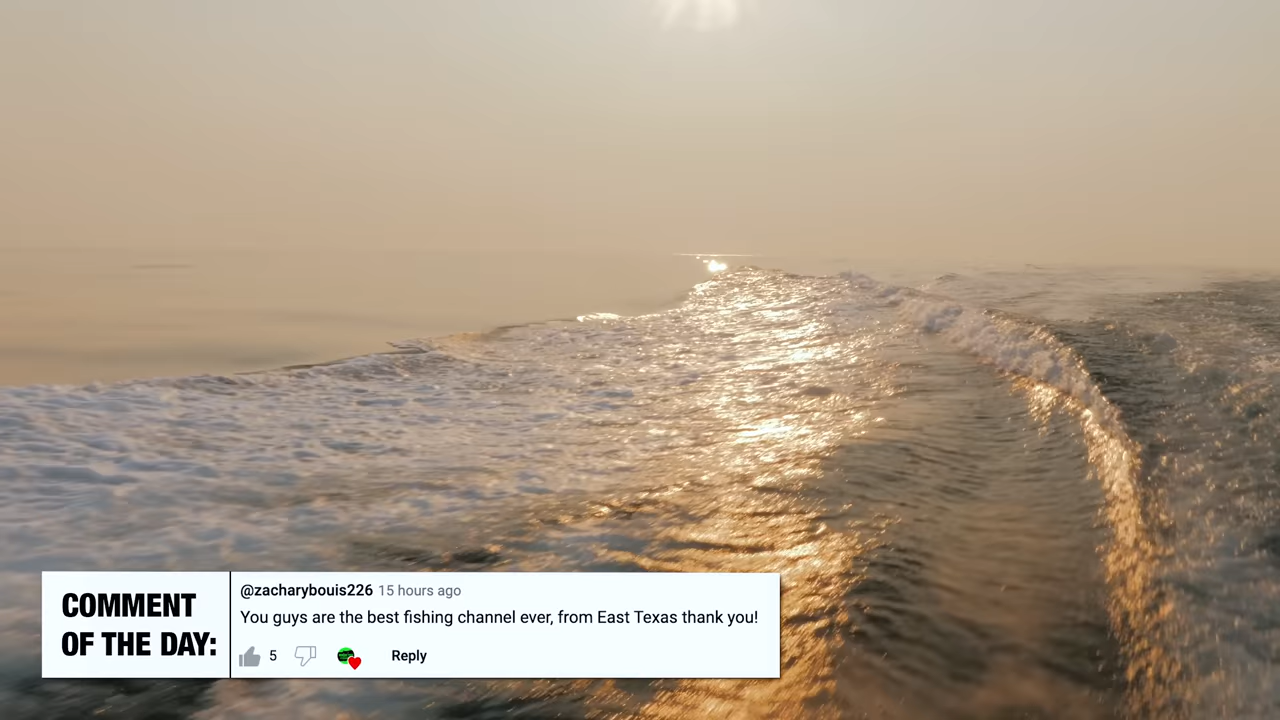 COMMENT
OF THE DAY:
@zacharybouis226 15 hours ago
You guys are the best fishing channel ever, from East Texas thank you!
5 Reply